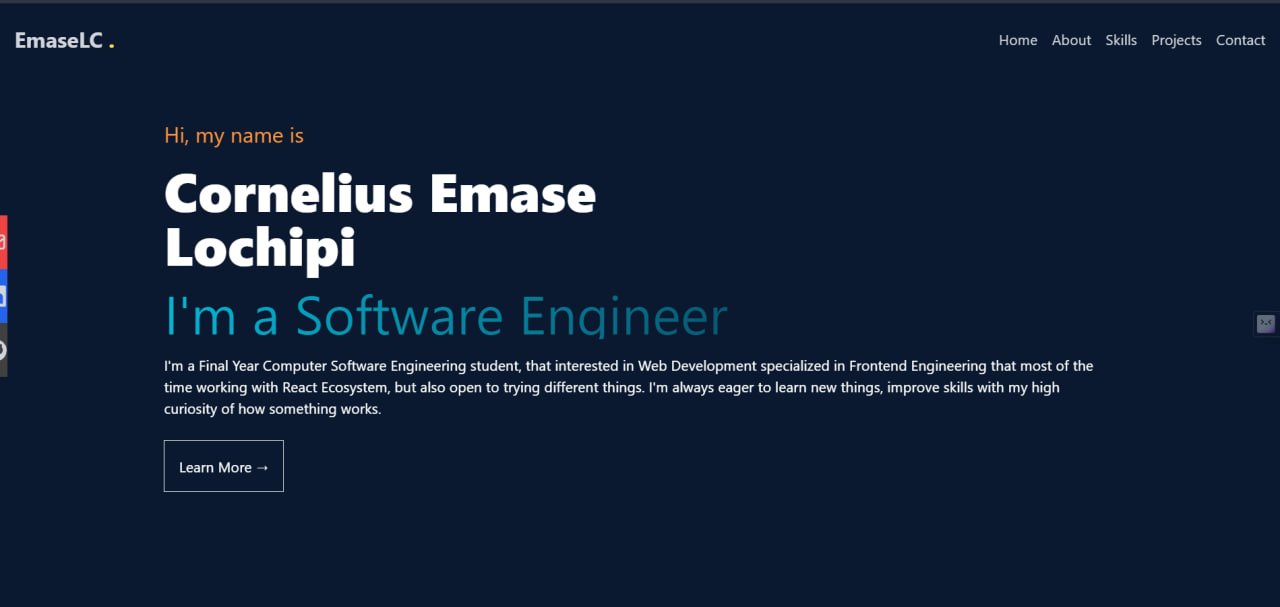 EmaseLC .
Home About Skills Projects Contact
Hi, my name is
Cornelius Emase
Lochipi
I'm a Software Engineer
I'm a Final Year Computer Software Engineering student, that interested in Web Development specialized in Frontend Engineering that most of the
time working with React Ecosystem, but also open to trying different things. I'm always eager to learn new things, improve skills with my high
curiosity of how something works.
Learn More →